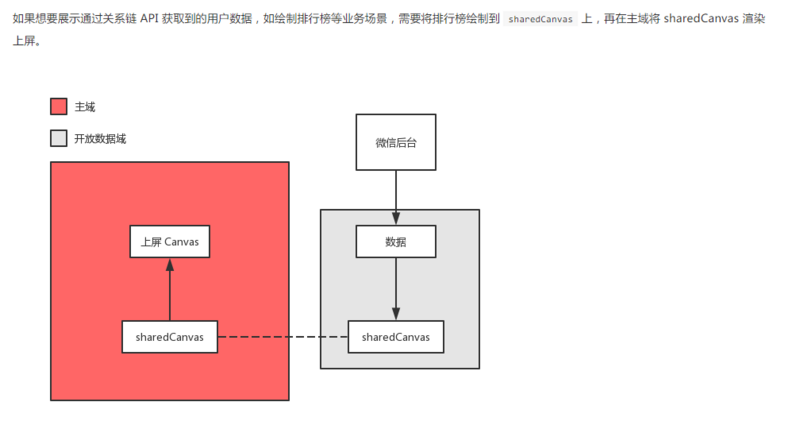 如果想要展示通过关系链 API 获取到的用户数据，如绘制排行榜等业务场景，需要将排行榜绘制到 sharedCanvas 上，再在主域将 sharedCanvas 渲染
上屏。
主域
开放数据域
微信后台
上屏 Canvas
数据
sharedCanvas
sharedCanvas